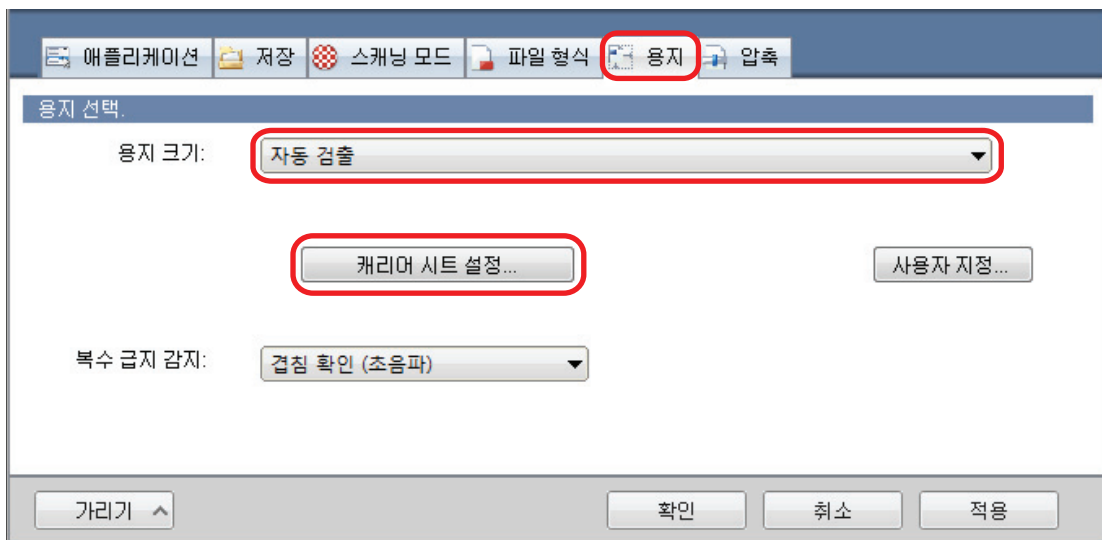 애플리케이션 저장 스캐닝 모드 파일 형식 용지 압축
용지 선택.
용지 크기: 자동 검출
캐리어 시트 설정... 사용자 지정...
복수 급지 감지: 겹침 확인 (초음파)
가리기 확인 취소 적용